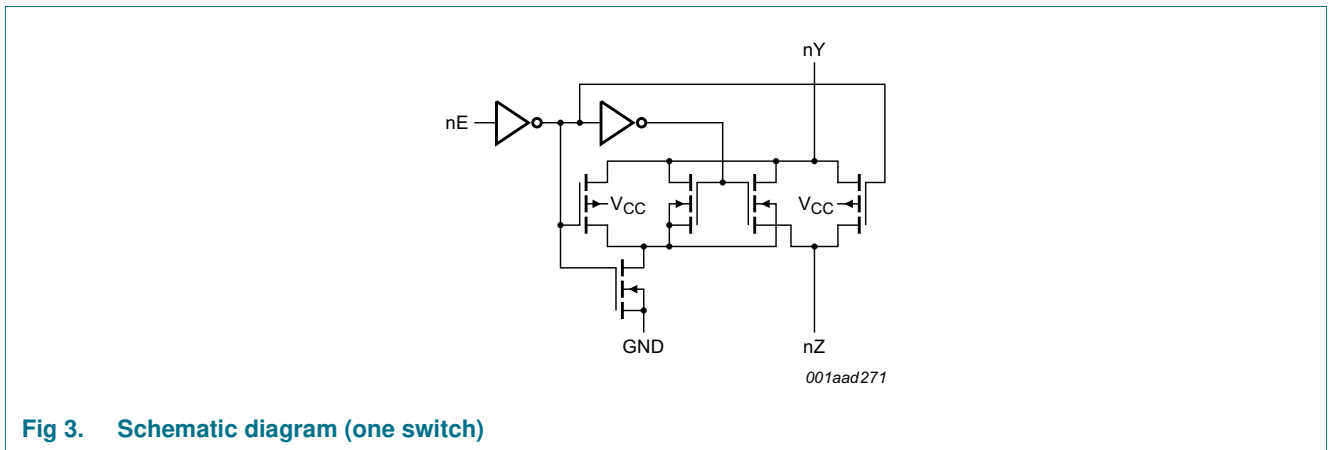 nY
nE
VCC
VCC
GND
nZ
001aad271
Fig 3. Schematic diagram (one switch)